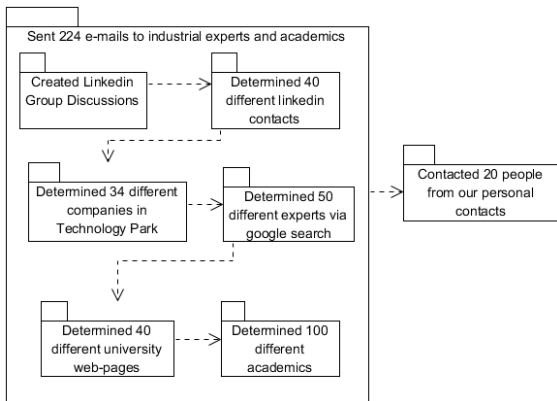 Sent 224 e-mails to industrial experts and academics
Created Linkedin
Group Discussions
Determined 40
different linkedin
contacts
Determined 34 different
companies in
Technology Park
Determined 50
different experts via
google search
Contacted 20 people
from our personal
contacts
Determined 40
different university
web-pages
Determined 100
different
academics